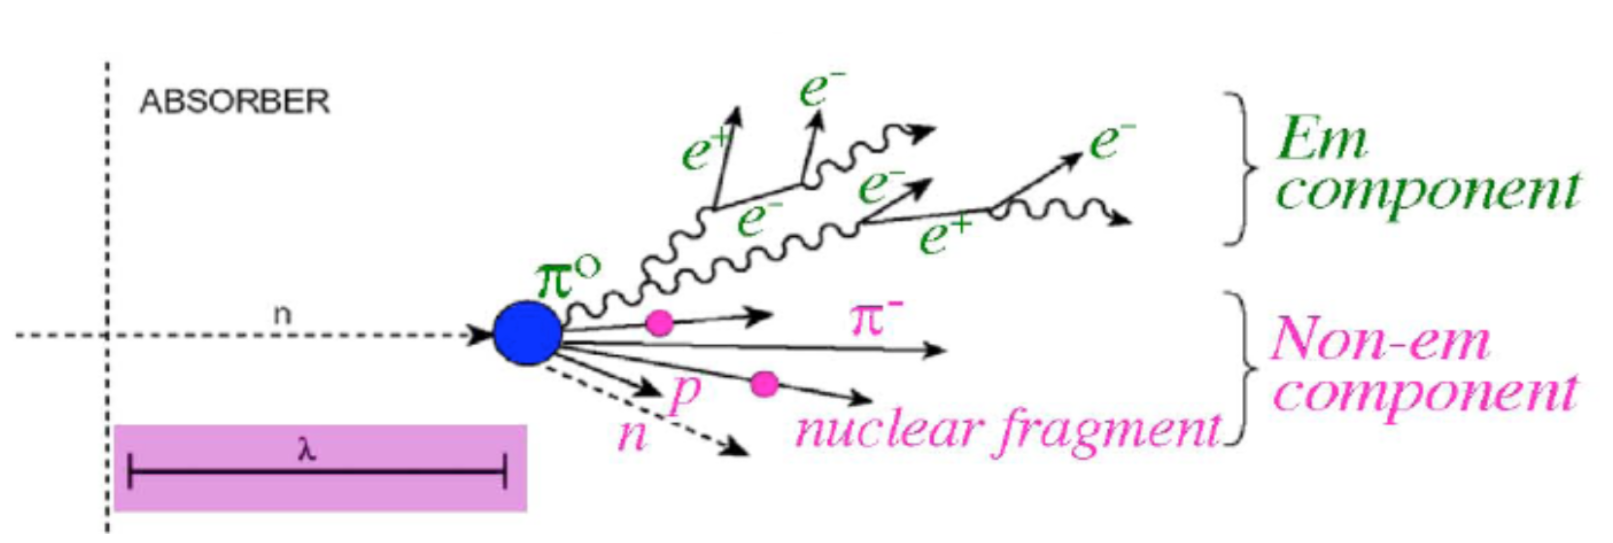 ABSORBER
e⁺
e⁻
e⁻
e⁻
e⁺
e⁻
Em
component
π⁰
n
π⁻
p
n
nuclear fragment
Non-em
component
λ